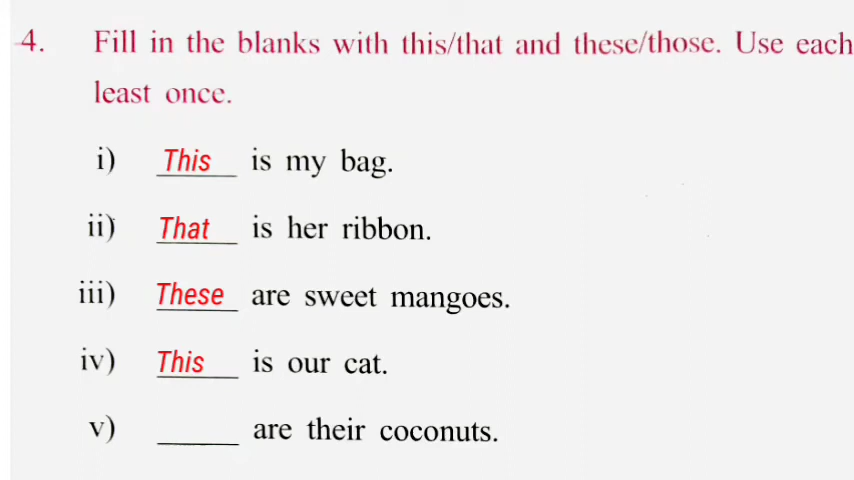 4. Fill in the blanks with this/that and these/those. Use each
least once.
i) This is my bag.
ii) That is her ribbon.
iii) These are sweet mangoes.
iv) This is our cat.
v) _____ are their coconuts.